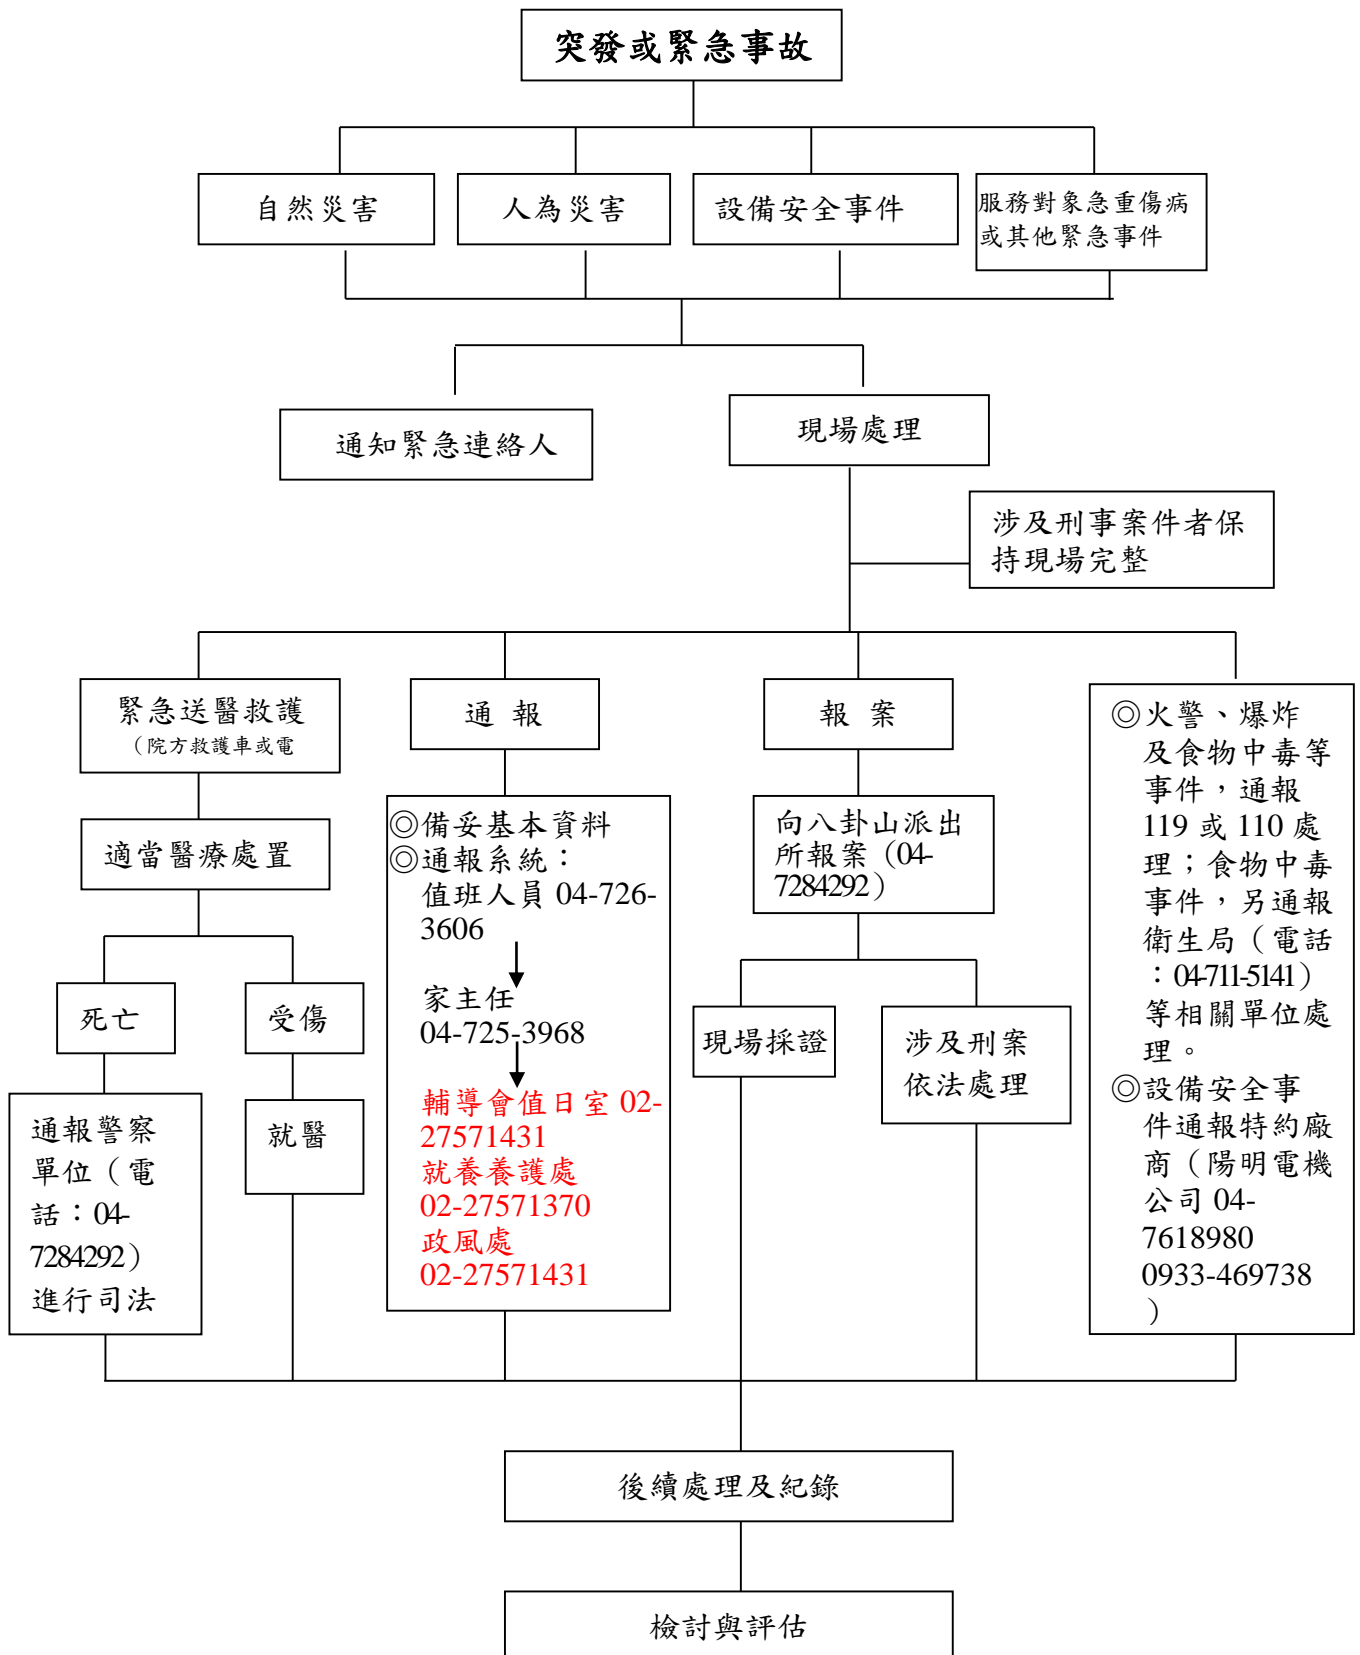 突發或緊急事故
自然災害
人為災害
設備安全事件
服務對象急重傷病
或其他緊急事件
通知緊急連絡人
現場處理
涉及刑事案件者保
持現場完整
緊急送醫救護
（院方救護車或電
適當醫療處置
死亡
受傷
通報警察
單位（電
話：04-
7284292）
進行司法
就醫
通 報
◎備妥基本資料
◎通報系統：
值班人員 04-726-
3606
家主任
04-725-3968
輔導會值日室 02-
27571431
就養養護處
02-27571370
政風處
02-27571431
報 案
向八卦山派出
所報案（04-
7284292）
現場採證
涉及刑案
依法處理
◎火警、爆炸
及食物中毒等
事件，通報
119 或 110 處
理；食物中毒
事件，另通報
衛生局（電話
：04-711-5141）
等相關單位處
理。
◎設備安全事
件通報特約廠
商（陽明電機
公司 04-
7618980
0933-469738
）
後續處理及紀錄
檢討與評估